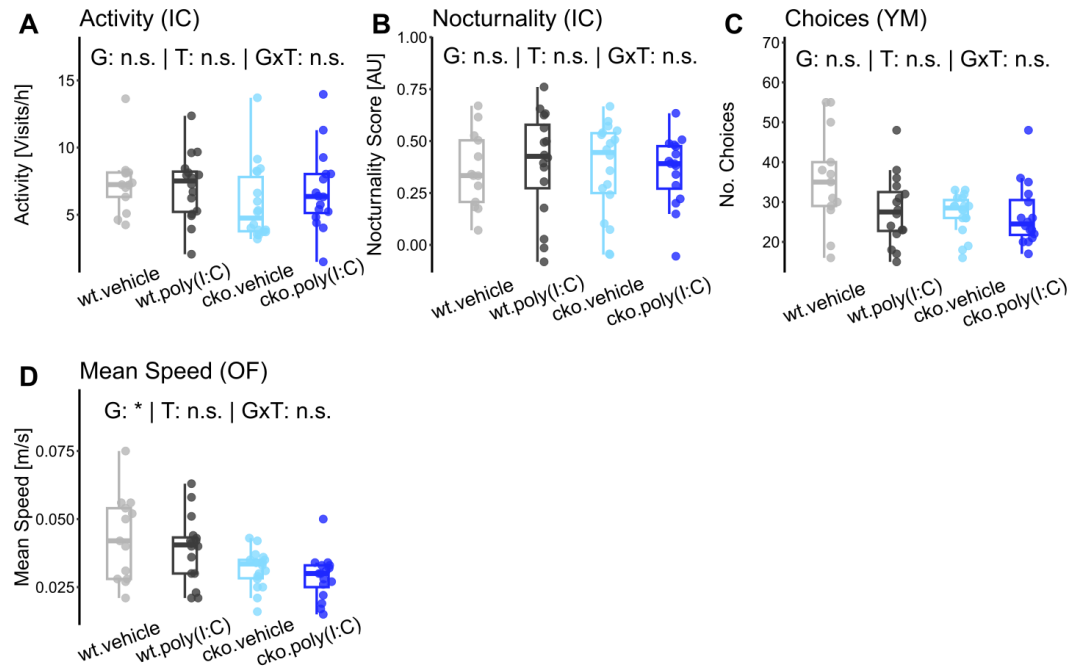 A Activity (IC)
G: n.s. | T: n.s. | GxT: n.s.
Activity [Visits/h]
15
10
5
wt.vehicle
wt.poly(I:C)
cko.vehicle
cko.poly(I:C)
B Nocturnality (IC)
G: n.s. | T: n.s. | GxT: n.s.
Nocturnality Score [AU]
1.00
0.75
0.50
0.25
0.00
wt.vehicle
wt.poly(I:C)
cko.vehicle
cko.poly(I:C)
C Choices (YM)
G: n.s. | T: n.s. | GxT: n.s.
No. Choices
70
60
50
40
30
20
wt.vehicle
wt.poly(I:C)
cko.vehicle
cko.poly(I:C)
D Mean Speed (OF)
G: * | T: n.s. | GxT: n.s.
Mean Speed [m/s]
0.075
0.050
0.025
wt.vehicle
wt.poly(I:C)
cko.vehicle
cko.poly(I:C)